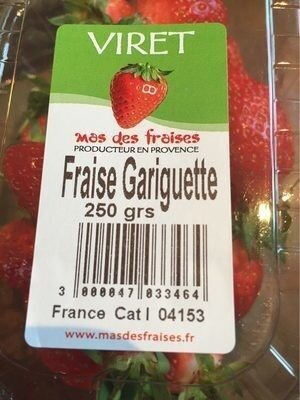 VIRET
mas des fraises
PRODUCTEUR EN PROVENCE
Fraise Gariguette
250 grs
3 000047 033464
France Cat I 04153
www.masdesfraises.fr